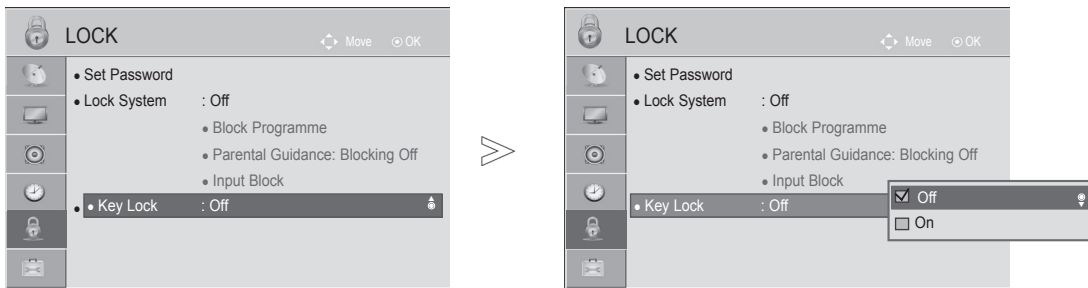 LOCK
Move OK
• Set Password
• Lock System : Off
• Block Programme
• Parental Guidance: Blocking Off
• Input Block
• • Key Lock : Off
LOCK
Move OK
• Set Password
• Lock System : Off
• Block Programme
• Parental Guidance: Blocking Off
• Input Block
• Key Lock : Off
Off
On